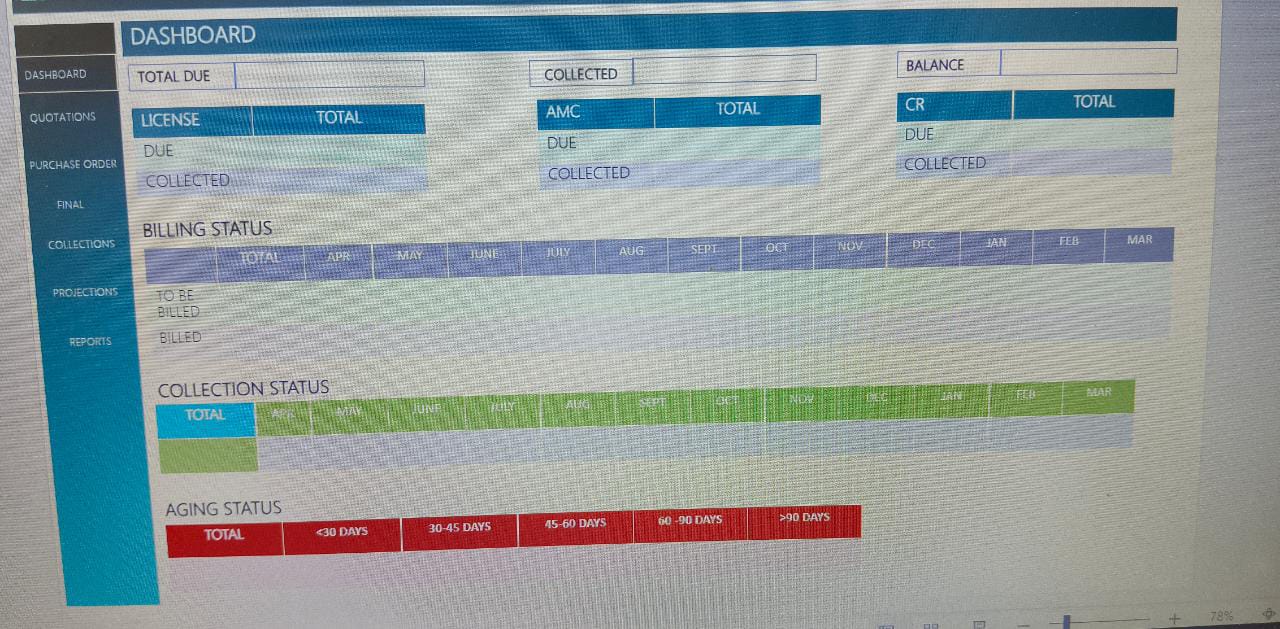 DASHBOARD
DASHBOARD
QUOTATIONS
PURCHASE ORDER
FINAL
COLLECTIONS
PROJECTIONS
REPORTS
TOTAL DUE
COLLECTED
BALANCE
LICENSE TOTAL
DUE
COLLECTED
AMC TOTAL
DUE
COLLECTED
CR TOTAL
DUE
COLLECTED
BILLING STATUS
TOTAL APR MAY JUNE JULY AUG SEPT OCT NOV DEC JAN FEB MAR
TO BE
BILLED
BILLED
COLLECTION STATUS
TOTAL APR MAY JUNE JULY AUG SEPT OCT NOV DEC JAN FEB MAR
AGING STATUS
TOTAL <30 DAYS 30-45 DAYS 45-60 DAYS 60 -90 DAYS >90 DAYS
78%